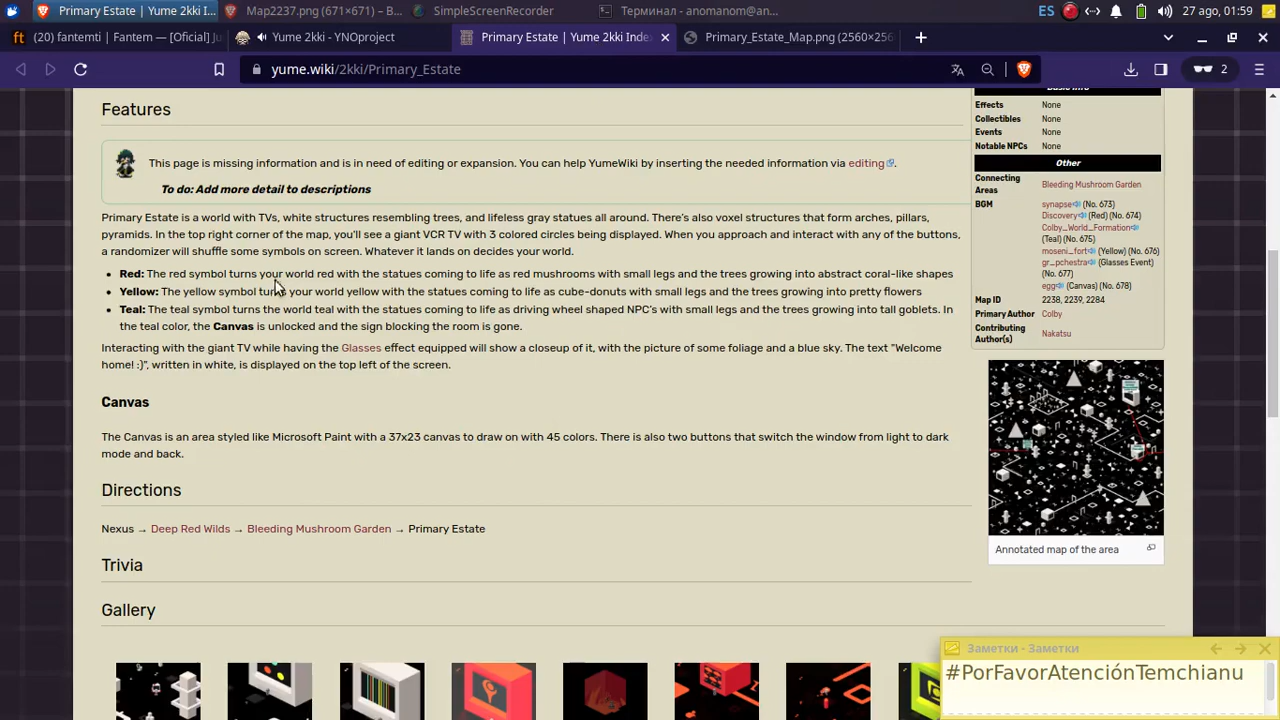 Primary Estate | Yume 2kki I...
Map2237.png (671×671) – B...
SimpleScreenRecorder
Терминал - anomanom@an...
ES
27 ago, 01:59
(20) fantemti | Fantem — [Oficial] Ju
Yume 2kki - YNOproject
Primary Estate | Yume 2kki Index
Primary_Estate_Map.png (2560×256
yume.wiki/2kki/Primary_Estate
2
Features
This page is missing information and is in need of editing or expansion. You can help YumeWiki by inserting the needed information via editing.
To do: Add more detail to descriptions
Primary Estate is a world with TVs, white structures resembling trees, and lifeless gray statues all around. There's also voxel structures that form arches, pillars,
pyramids. In the top right corner of the map, you'll see a giant VCR TV with 3 colored circles being displayed. When you approach and interact with any of the buttons,
a randomizer will shuffle some symbols on screen. Whatever it lands on decides your world.
Red: The red symbol turns your world red with the statues coming to life as red mushrooms with small legs and the trees growing into abstract coral-like shapes
Yellow: The yellow symbol turns your world yellow with the statues coming to life as cube-donuts with small legs and the trees growing into pretty flowers
Teal: The teal symbol turns the world teal with the statues coming to life as driving wheel shaped NPC's with small legs and the trees growing into tall goblets. In
the teal color, the Canvas is unlocked and the sign blocking the room is gone.
Interacting with the giant TV while having the Glasses effect equipped will show a closeup of it, with the picture of some foliage and a blue sky. The text "Welcome
home! :)", written in white, is displayed on the top left of the screen.
Canvas
The Canvas is an area styled like Microsoft Paint with a 37x23 canvas to draw on with 45 colors. There is also two buttons that switch the window from light to dark
mode and back.
Directions
Nexus → Deep Red Wilds → Bleeding Mushroom Garden → Primary Estate
Trivia
Gallery
Basic Info
Effects None
Collectibles None
Events None
Notable NPCs None
Other
Connecting
Areas Bleeding Mushroom Garden
BGM synapse (No. 673)
Discovery (Red) (No. 674)
Colby_World_Formation
(Teal) (No. 675)
moseni_fort (Yellow) (No. 676)
gr_pchestra (Glasses Event)
(No. 677)
egg (Canvas) (No. 678)
Map ID 2238, 2239, 2284
Primary Author Colby
Contributing
Author(s) Nakatsu
Annotated map of the area
Заметки - Заметки
#PorFavorAtenciónTemchianu